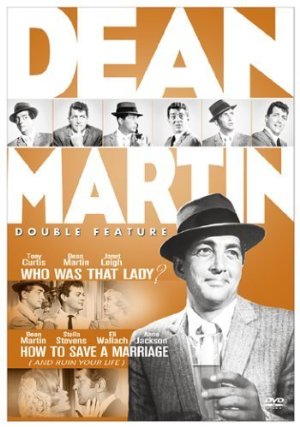 DEAN
MARTIN
DOUBLE FEATURE
Tony Curtis Dean Martin Janet Leigh
WHO WAS THAT LADY?
Dean Martin Stella Stevens Eli Wallach Anne Jackson
HOW TO SAVE A MARRIAGE
(AND RUIN YOUR LIFE)
DVD